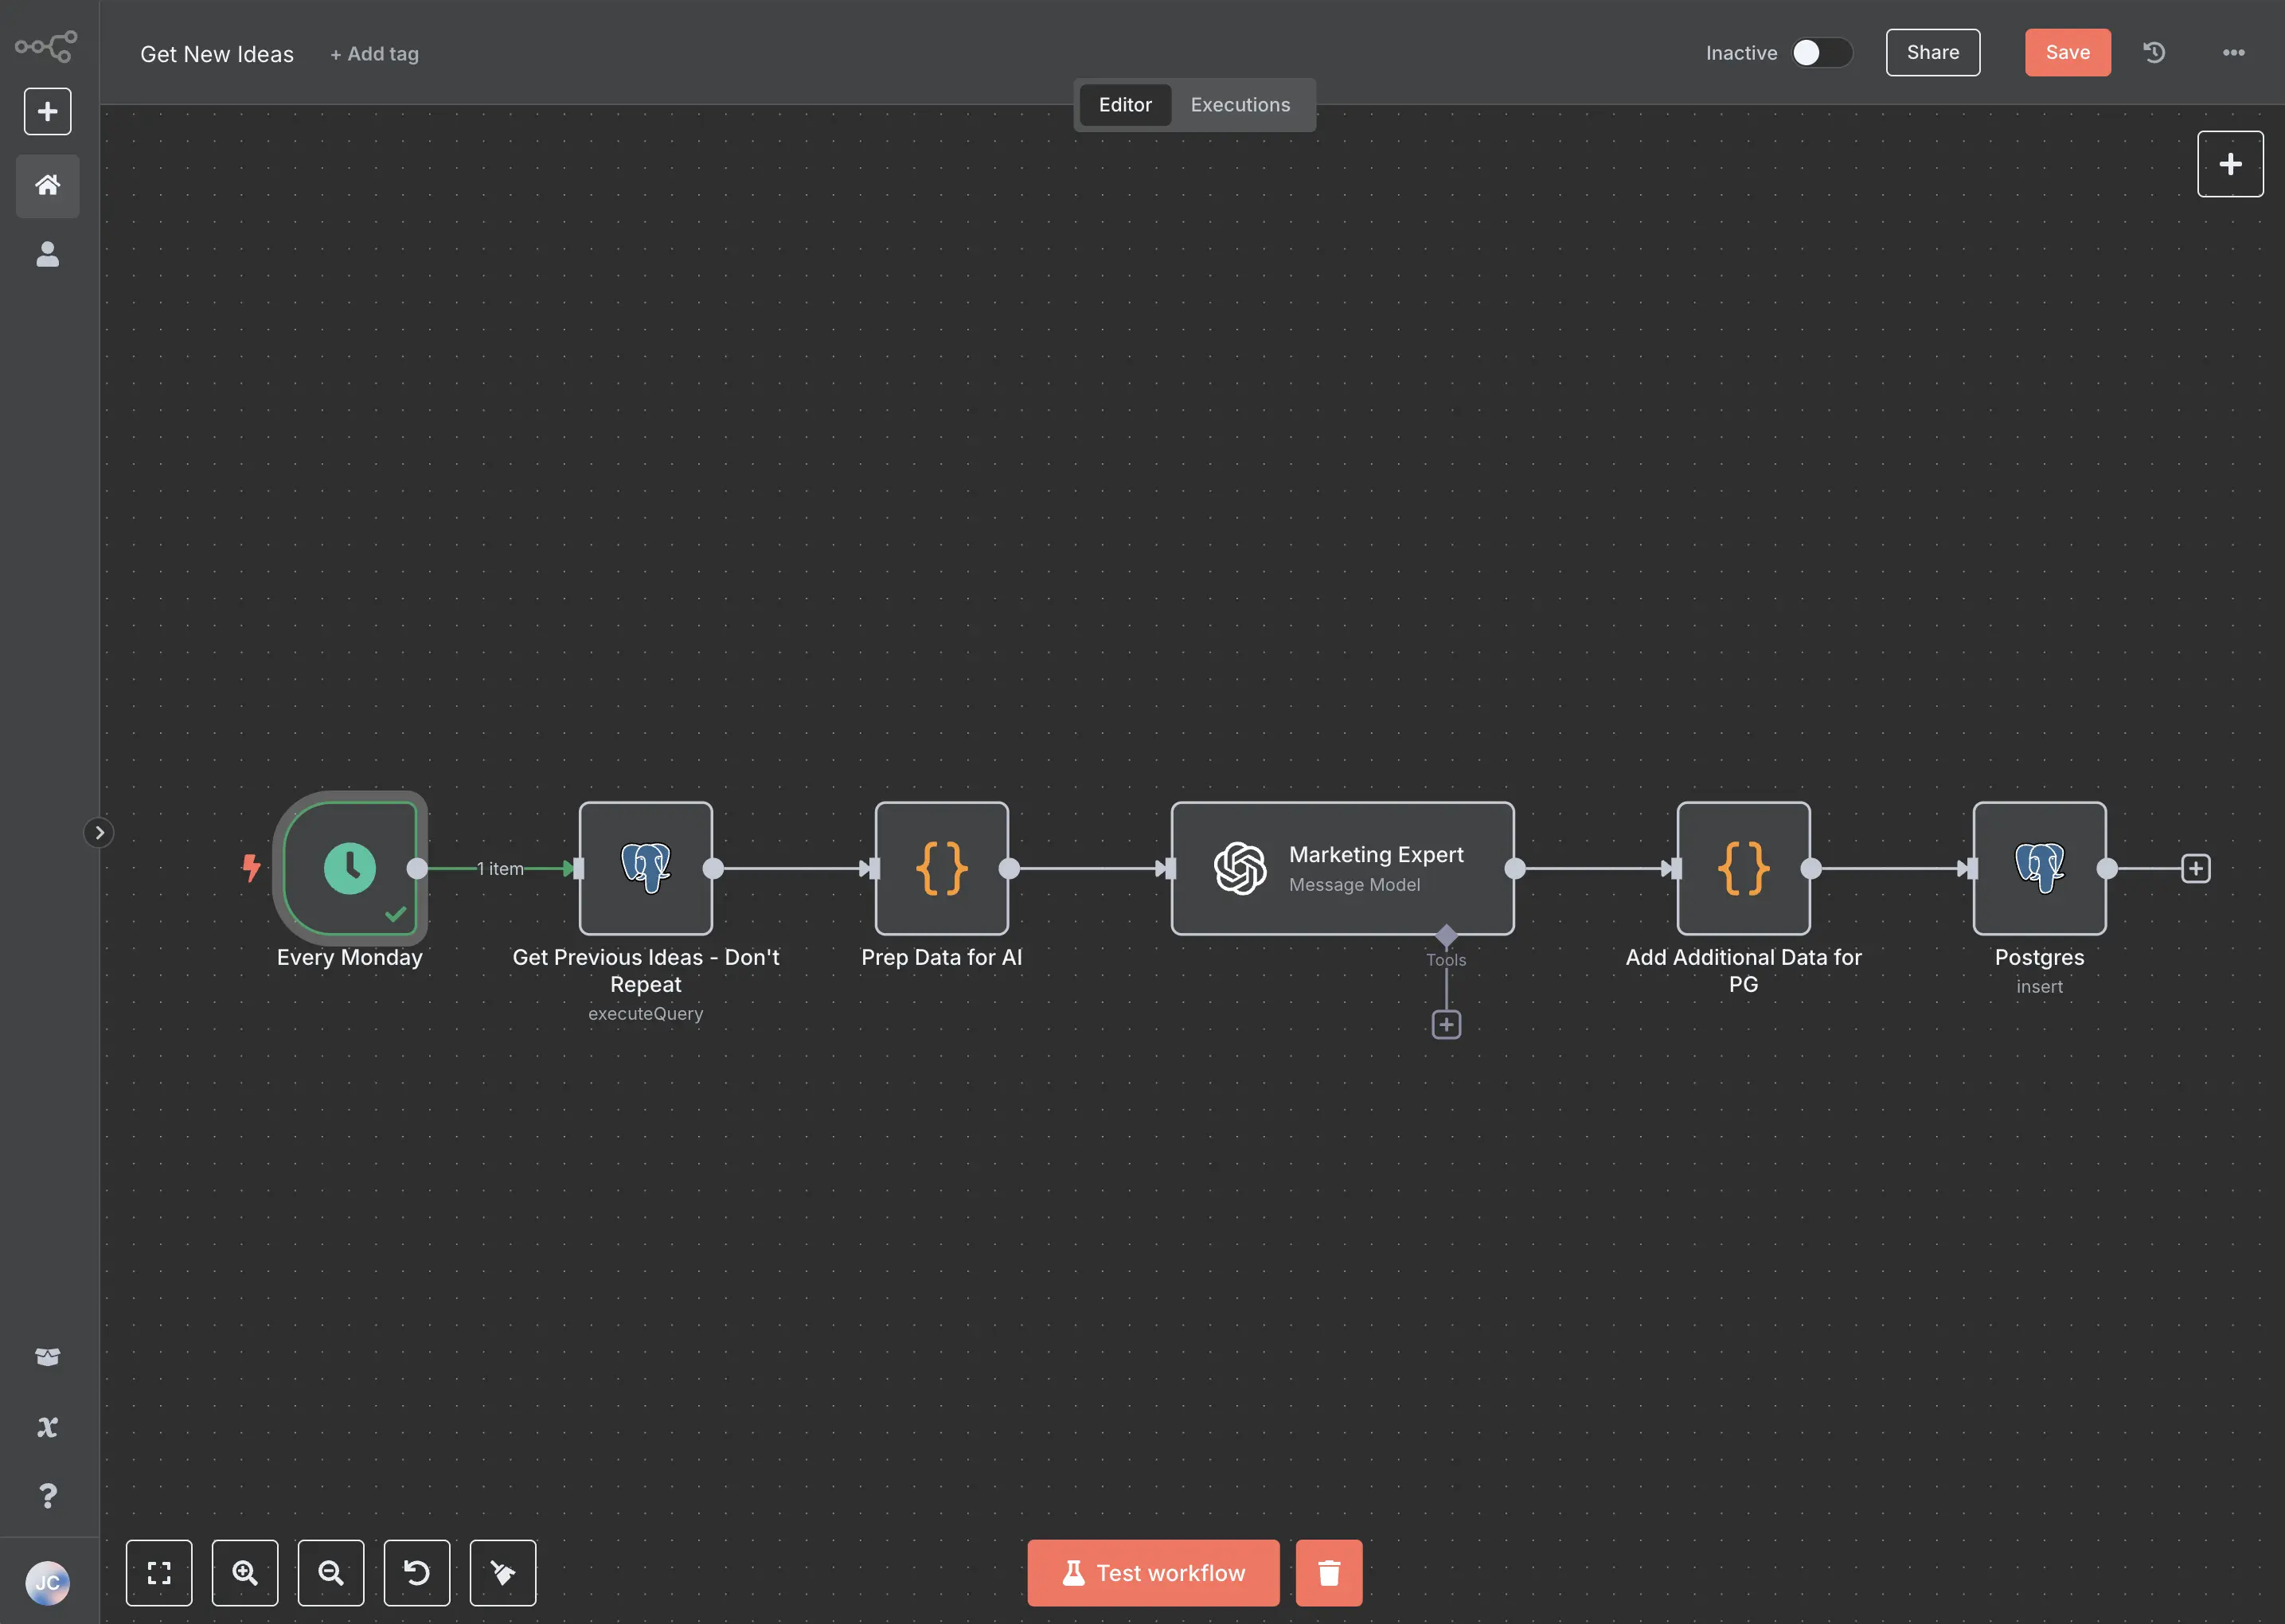 Get New Ideas
+ Add tag
Inactive
Share
Save
Editor
Executions
1 item
Every Monday
Get Previous Ideas - Don't
Repeat
executeQuery
Prep Data for AI
Marketing Expert
Message Model
Tools
Add Additional Data for
PG
Postgres
insert
JC
Test workflow